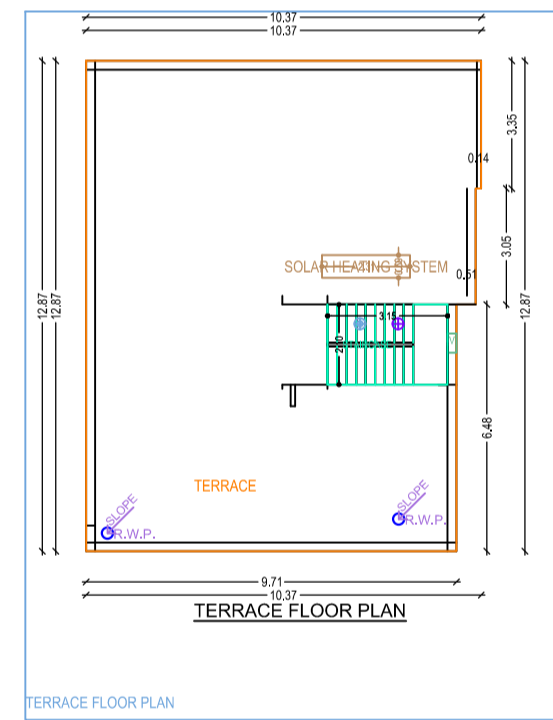 10.37
10.37
3.35
0.14
12.87
12.87
3.05
12.87
SOLAR HEATING SYSTEM
0.51
3.15
V
6.48
TERRACE
SLOPE
R.W.P.
SLOPE
R.W.P.
9.71
10.37
TERRACE FLOOR PLAN
TERRACE FLOOR PLAN